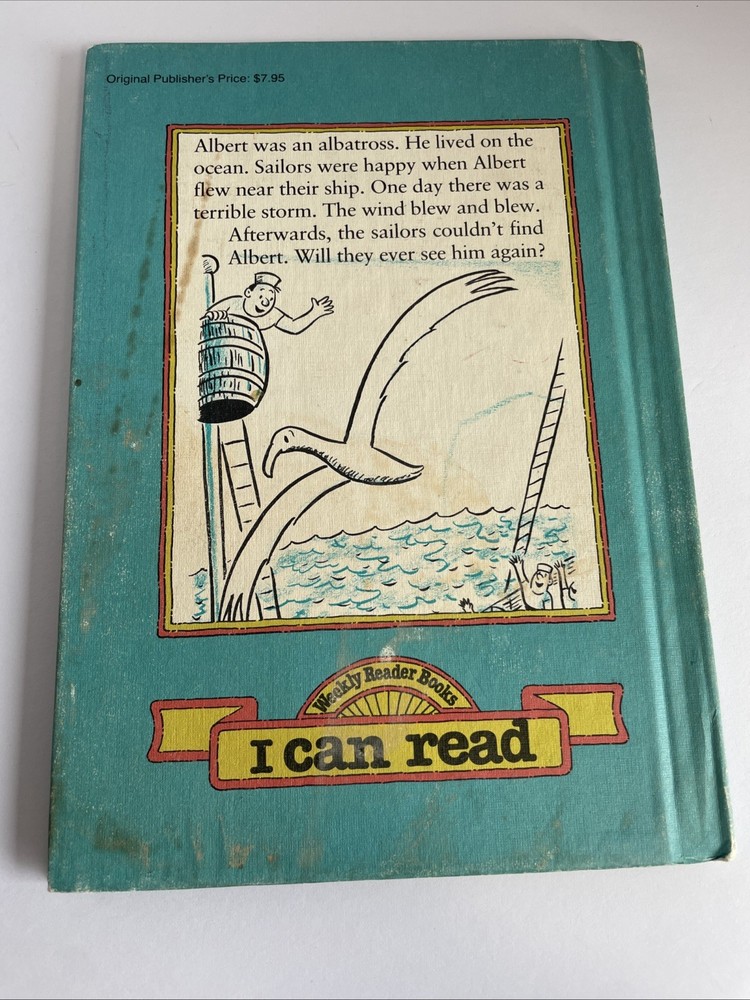 Original Publisher's Price: $7.95
Albert was an albatross. He lived on the
ocean. Sailors were happy when Albert
flew near their ship. One day there was a
terrible storm. The wind blew and blew.
Afterwards, the sailors couldn't find
Albert. Will they ever see him again?
Weekly Reader Books
I can read